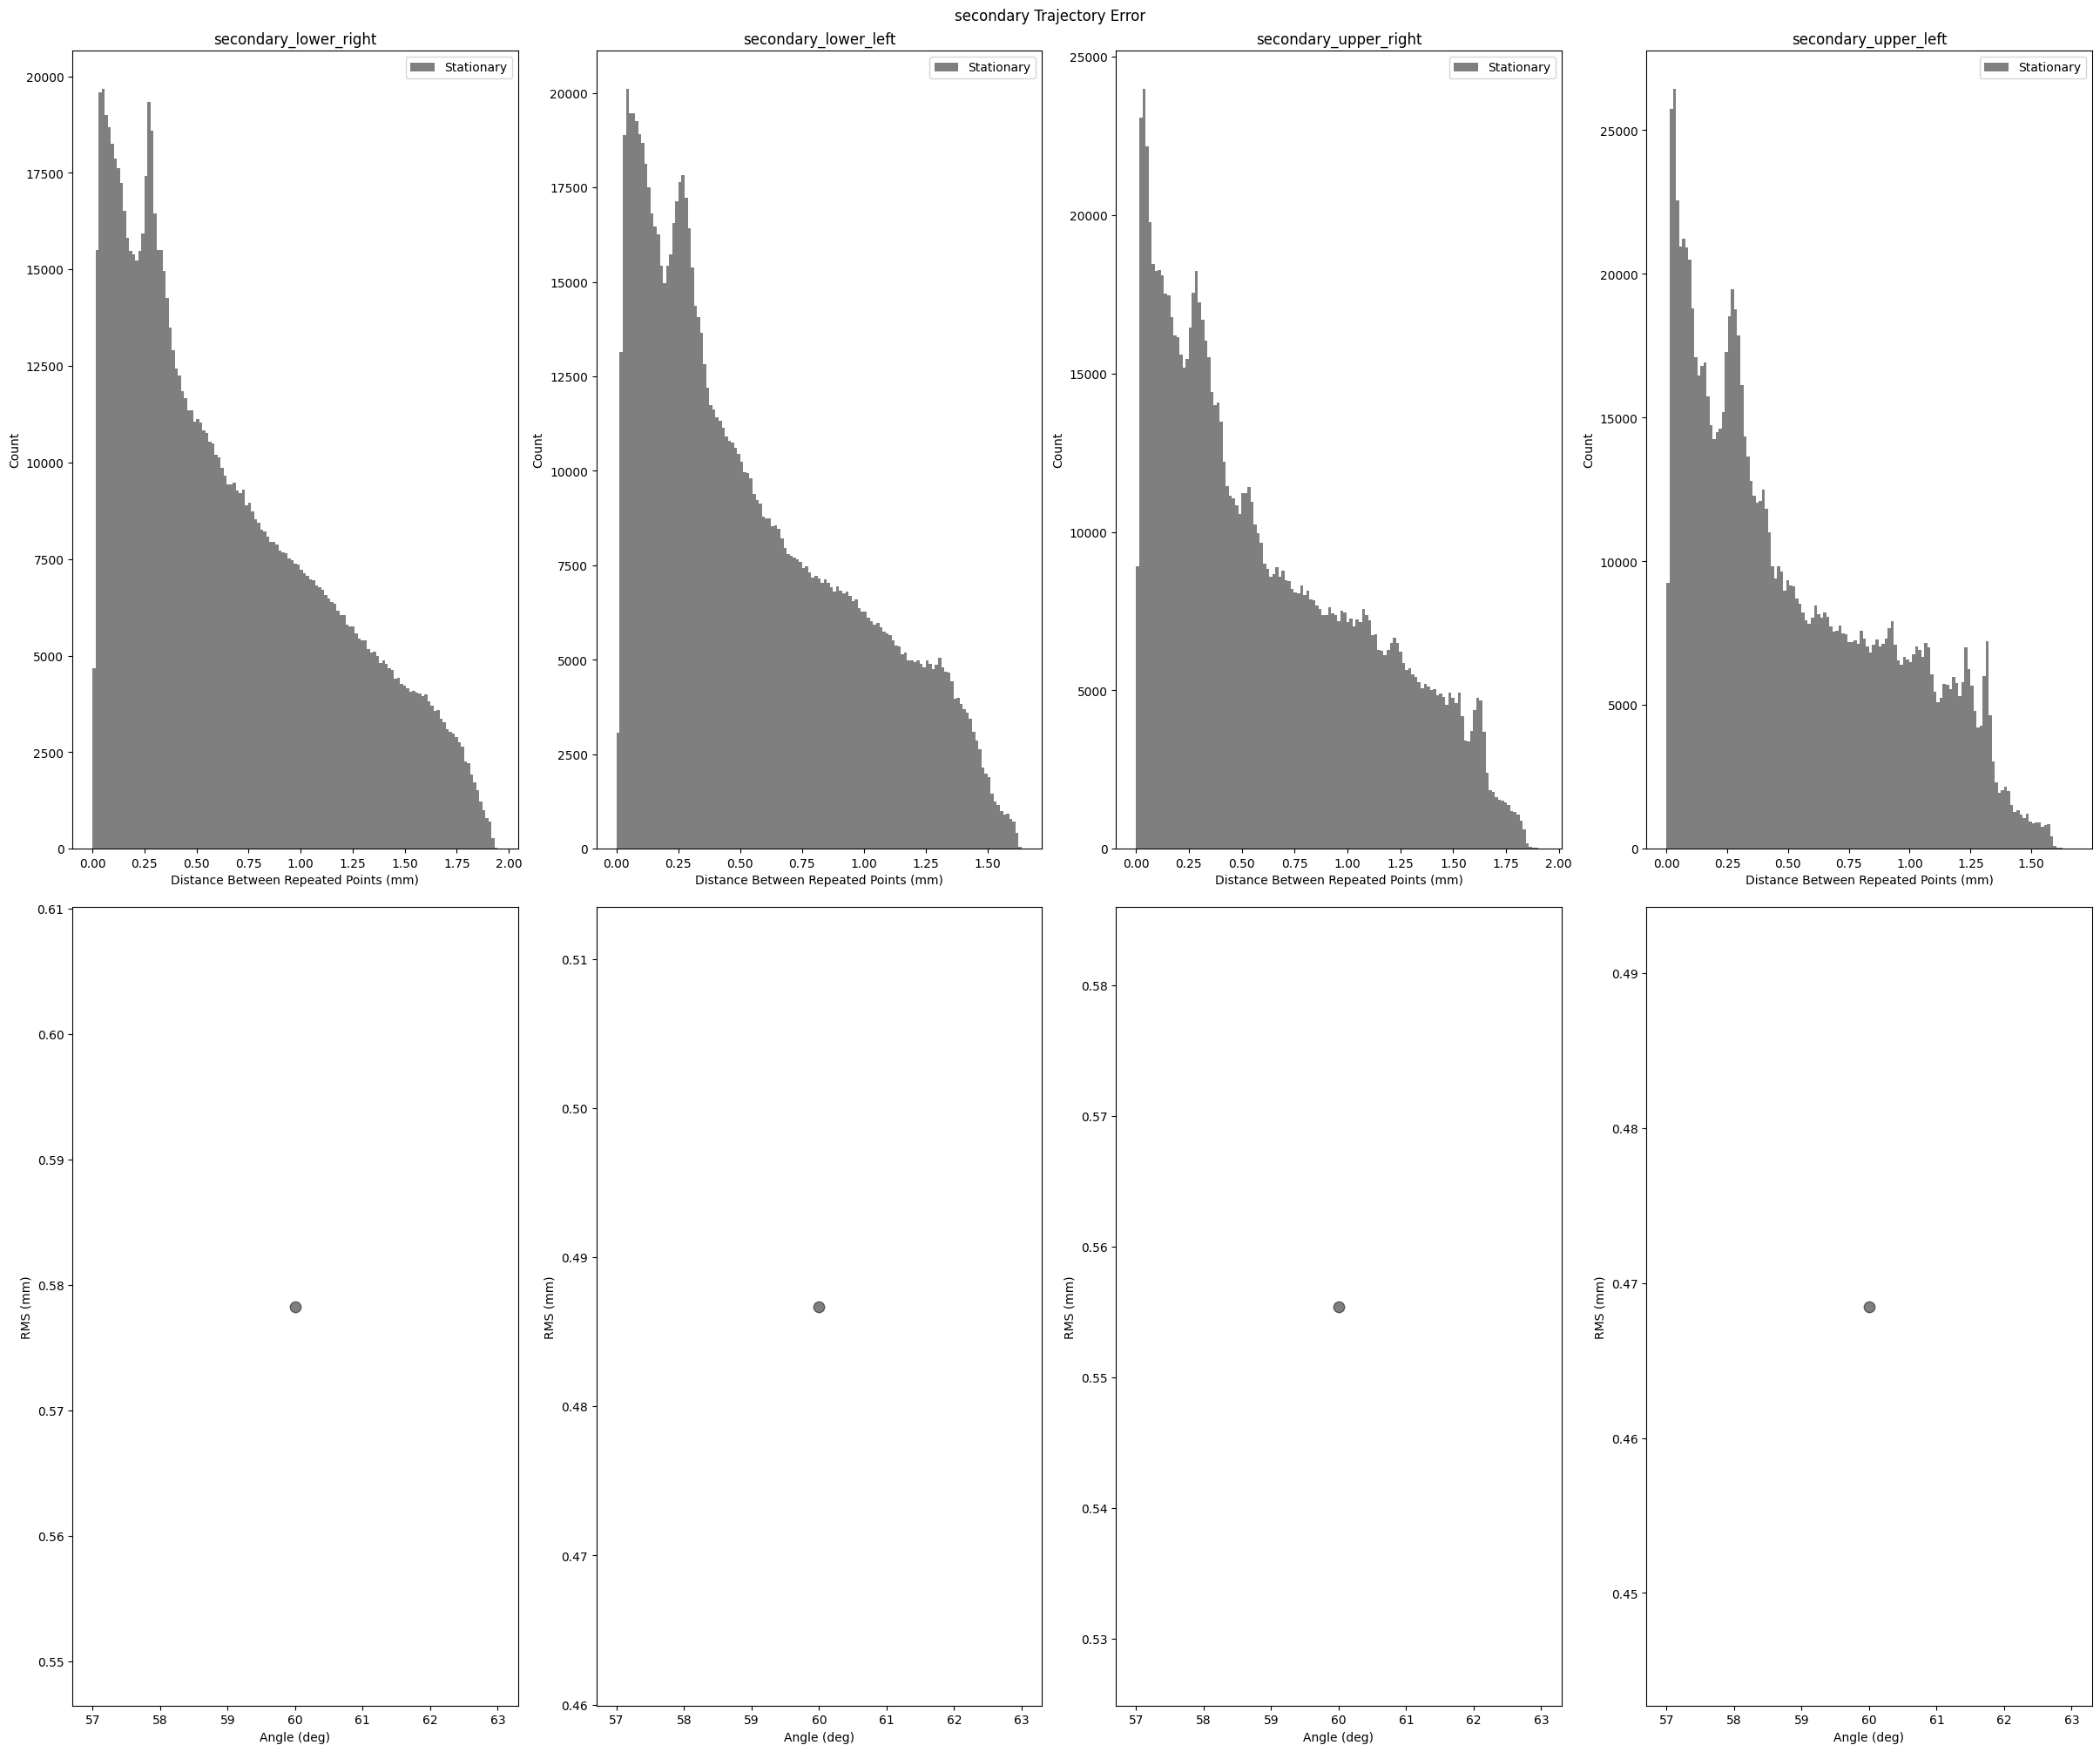 secondary Trajectory Error
secondary_lower_right
Stationary
20000
17500
15000
12500
10000
7500
5000
2500
0
Count
0.00 0.25 0.50 0.75 1.00 1.25 1.50 1.75 2.00
Distance Between Repeated Points (mm)
secondary_lower_left
Stationary
20000
17500
15000
12500
10000
7500
5000
2500
0
Count
0.00 0.25 0.50 0.75 1.00 1.25 1.50
Distance Between Repeated Points (mm)
secondary_upper_right
Stationary
25000
20000
15000
10000
5000
0
Count
0.00 0.25 0.50 0.75 1.00 1.25 1.50 1.75 2.00
Distance Between Repeated Points (mm)
secondary_upper_left
Stationary
25000
20000
15000
10000
5000
0
Count
0.00 0.25 0.50 0.75 1.00 1.25 1.50
Distance Between Repeated Points (mm)
0.61
0.60
0.59
0.58
0.57
0.56
0.55
RMS (mm)
57 58 59 60 61 62 63
Angle (deg)
0.51
0.50
0.49
0.48
0.47
0.46
RMS (mm)
57 58 59 60 61 62 63
Angle (deg)
0.58
0.57
0.56
0.55
0.54
0.53
RMS (mm)
57 58 59 60 61 62 63
Angle (deg)
0.49
0.48
0.47
0.46
0.45
RMS (mm)
57 58 59 60 61 62 63
Angle (deg)